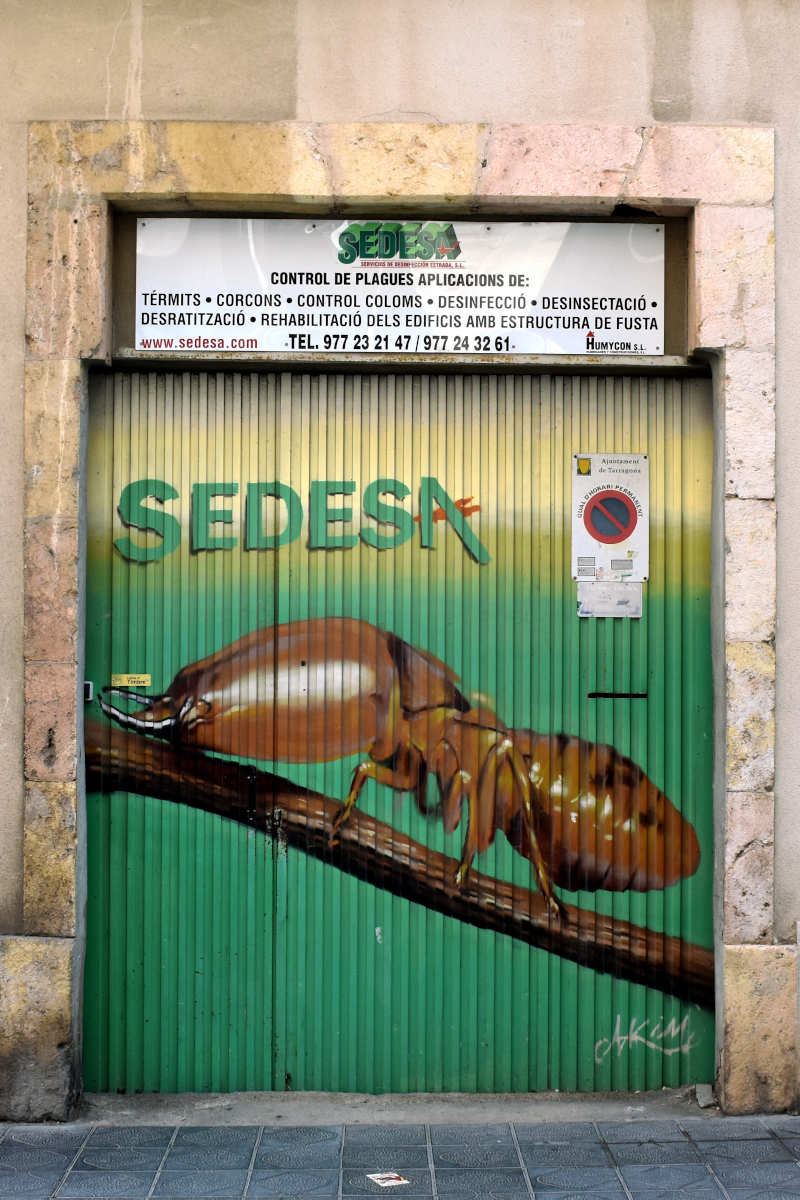 SEDESA
SERVICIOS DE DESINFECCIÓN ESTRADA, S.L.
CONTROL DE PLAGUES APLICACIONS DE:
TÉRMITS • CORCONS • CONTROL COLOMS • DESINFECCIÓ • DESINSECTACIÓ •
DESRATITZACIÓ • REHABILITACIÓ DELS EDIFICIS AMB ESTRUCTURA DE FUSTA
www.sedesa.com TEL. 977 23 21 47 / 977 24 32 61
HUMYCON S.L.
SEDESA
Ajuntament
de Tarragona
GUAL D'HORARI PERMANENT
AKIM